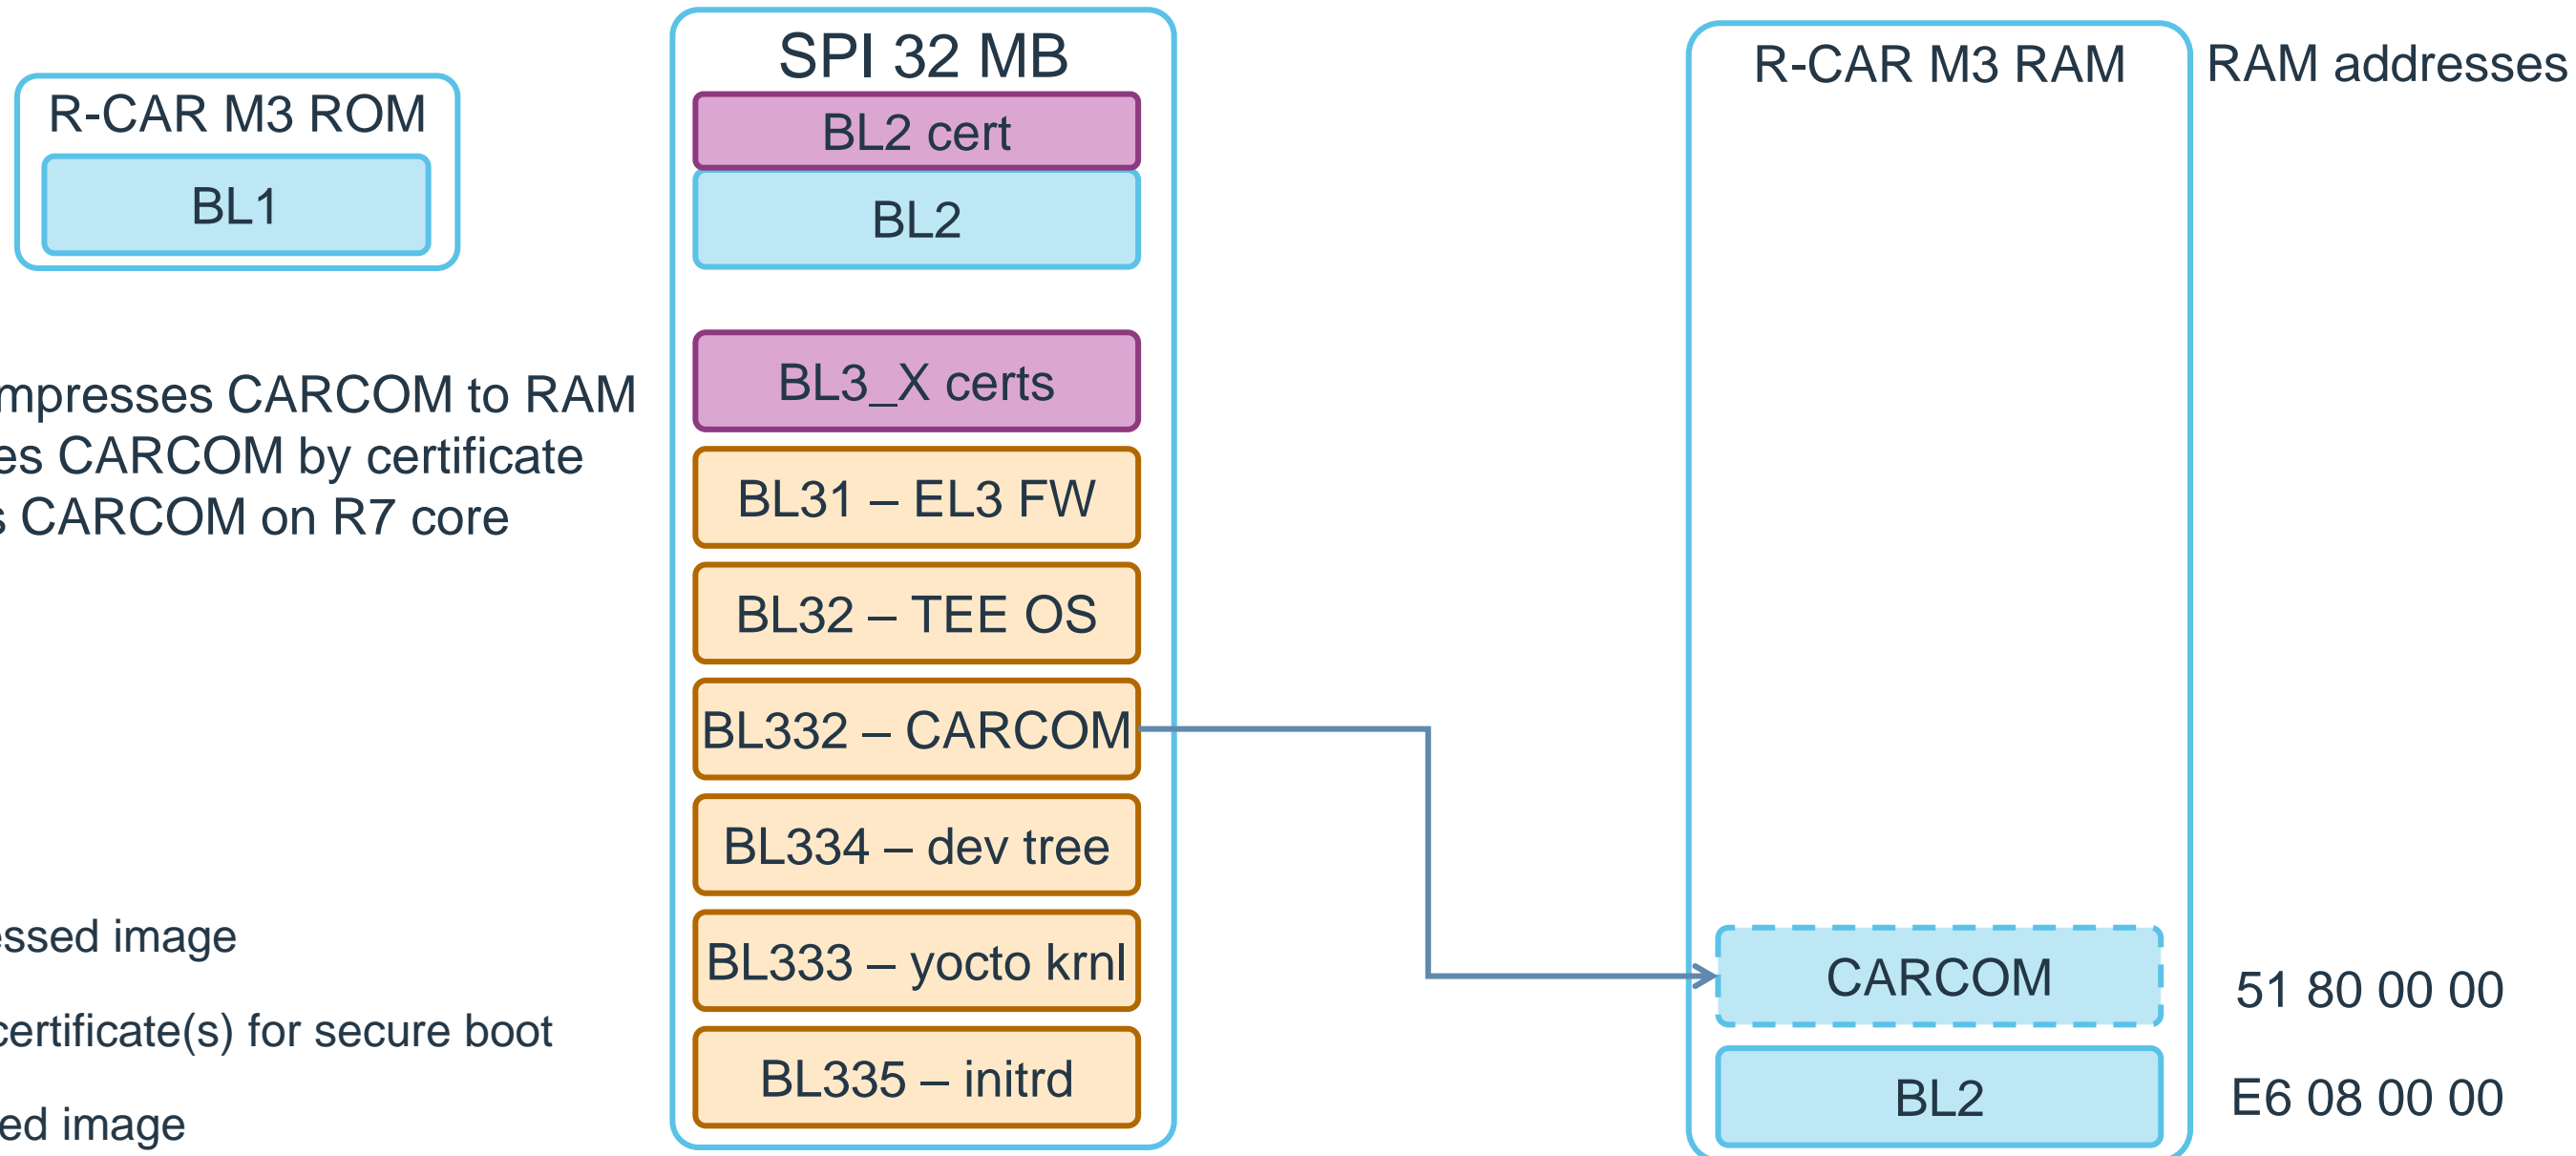 R-CAR M3 ROM
BL1
mpresses CARCOM to RAM
es CARCOM by certificate
s CARCOM on R7 core
essed image
certificate(s) for secure boot
ed image
SPI 32 MB
BL2 cert
BL2
BL3_X certs
BL31 – EL3 FW
BL32 – TEE OS
BL332 – CARCOM
BL334 – dev tree
BL333 – yocto krnl
BL335 – initrd
R-CAR M3 RAM
RAM addresses
CARCOM
51 80 00 00
BL2
E6 08 00 00